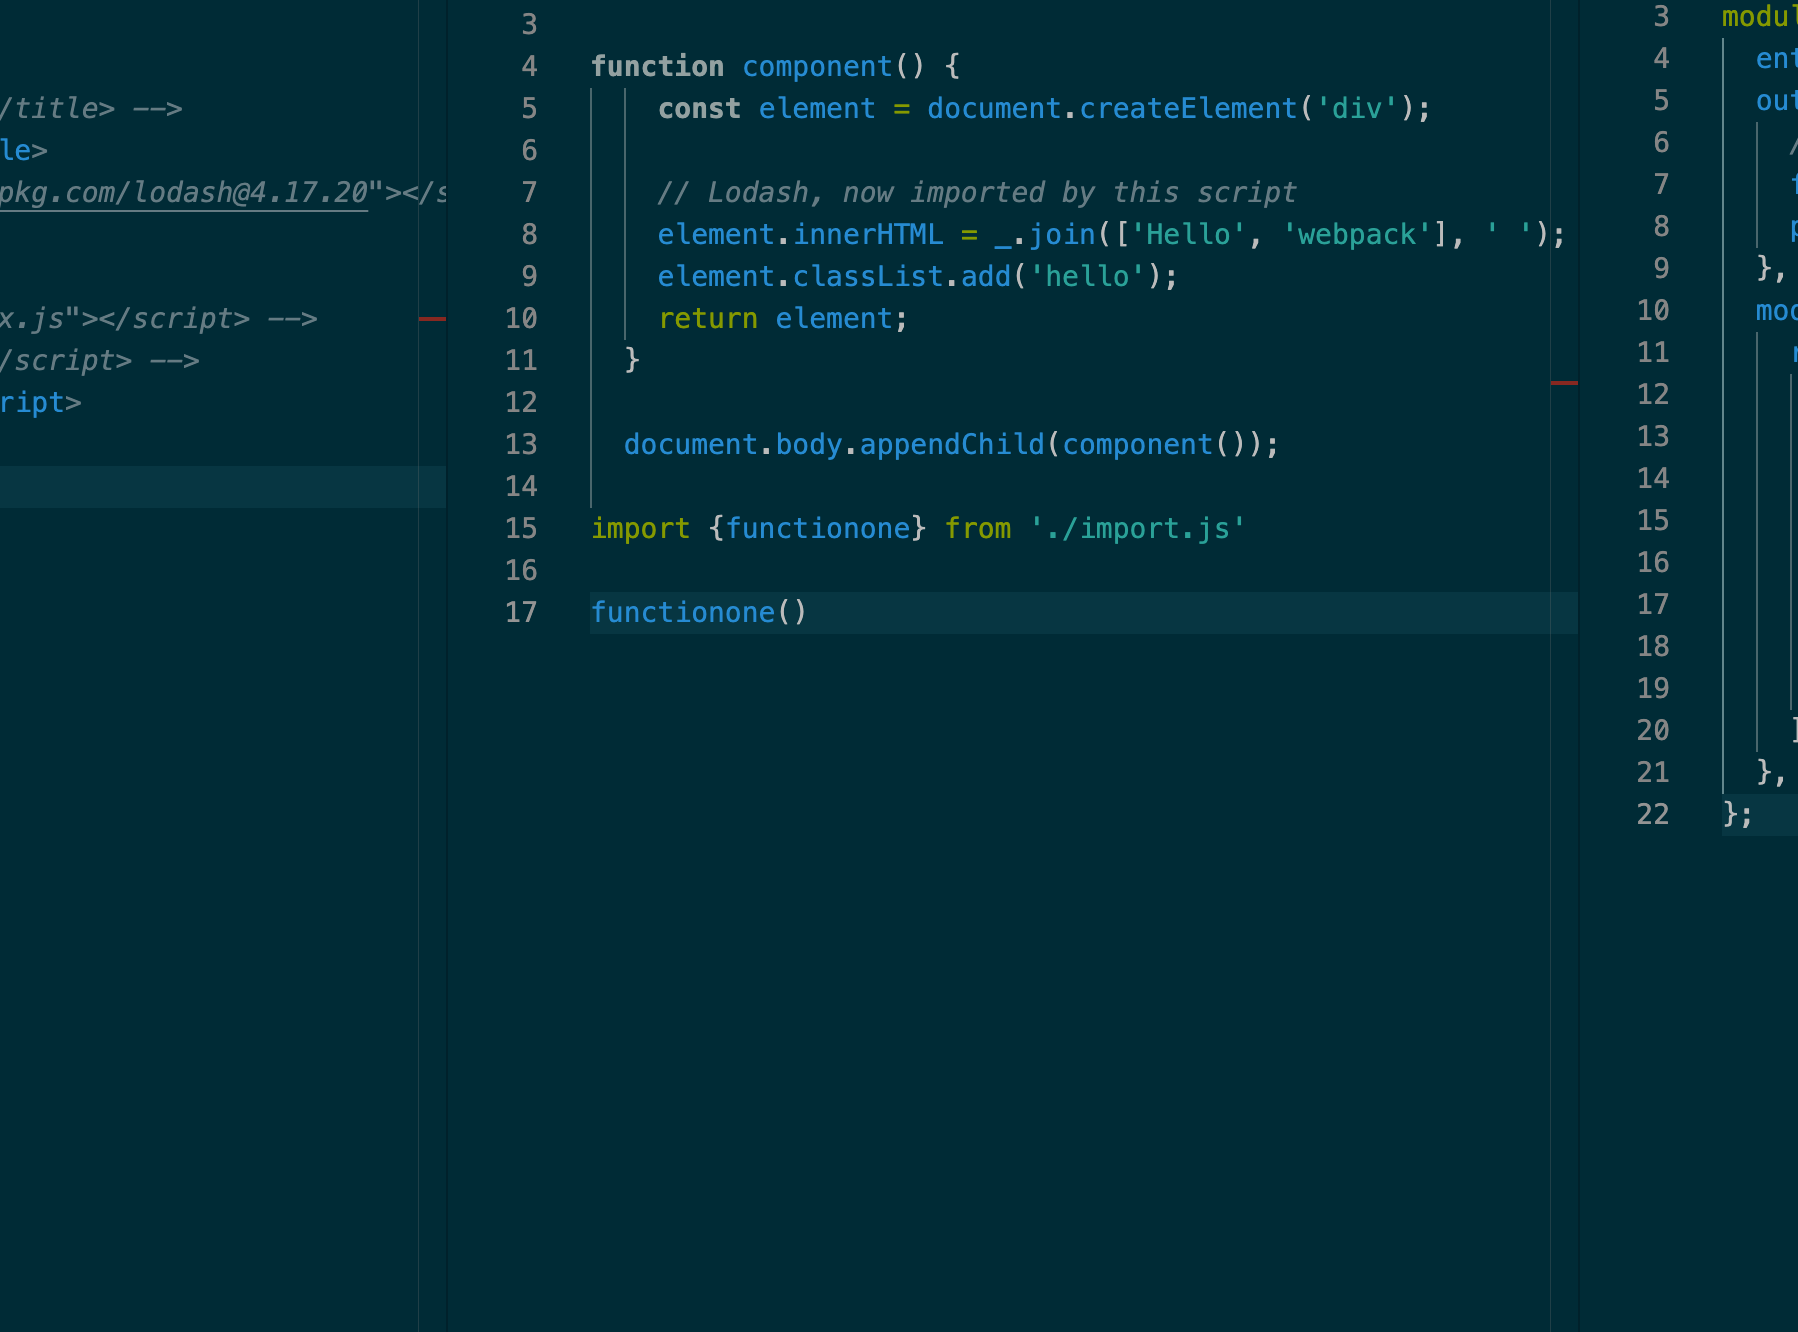 /title> -->
le>
pkg.com/lodash@4.17.20"></s
x.js"></script> -->
/script> -->
ript>
3
4 function component() {
5 const element = document.createElement('div');
6
7 // Lodash, now imported by this script
8 element.innerHTML = _.join(['Hello', 'webpack'], ' ');
9 element.classList.add('hello');
10 return element;
11 }
12
13 document.body.appendChild(component());
14
15 import {functionone} from './import.js'
16
17 functionone()
3 modul
4 ent
5 out
6 /
7 f
8 p
9 },
10 mod
11 r
12
13
14
15
16
17
18
19
20 ]
21 },
22 };